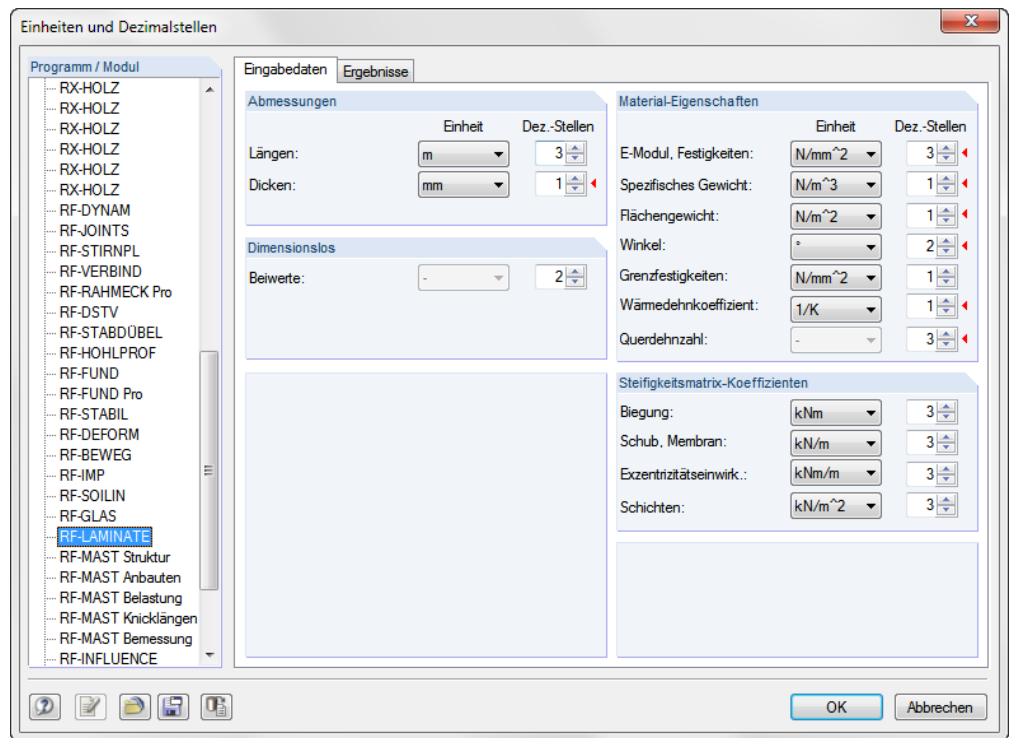 Einheiten und Dezimalstellen
Programm / Modul
RX-HOLZ
RX-HOLZ
RX-HOLZ
RX-HOLZ
RX-HOLZ
RX-HOLZ
RF-DYNAM
RF-JOINTS
RF-STIRNPL
RF-VERBIND
RF-RAHMECK Pro
RF-DSTV
RF-STABDÜBEL
RF-HOHLPROF
RF-FUND
RF-FUND Pro
RF-STABIL
RF-DEFORM
RF-BEWEG
RF-IMP
RF-SOILIN
RF-GLAS
RF-LAMINATE
RF-MAST Struktur
RF-MAST Anbauten
RF-MAST Belastung
RF-MAST Knicklängen
RF-MAST Bemessung
RF-INFLUENCE
Eingabedaten Ergebnisse
Abmessungen
Einheit Dez.-Stellen
Längen: m 3
Dicken: mm 1
Dimensionslos
Beiwerte: - 2
Material-Eigenschaften
Einheit Dez.-Stellen
E-Modul, Festigkeiten: N/mm^2 3
Spezifisches Gewicht: N/m^3 1
Flächengewicht: N/m^2 1
Winkel: ° 2
Grenzfestigkeiten: N/mm^2 1
Wärmedehnkoeffizient: 1/K 1
Querdehnzahl: - 3
Steifigkeitsmatrix-Koeffizienten
Biegung: kNm 3
Schub, Membran: kN/m 3
Exzentrizitätseinwirk.: kNm/m 3
Schichten: kN/m^2 3
OK Abbrechen